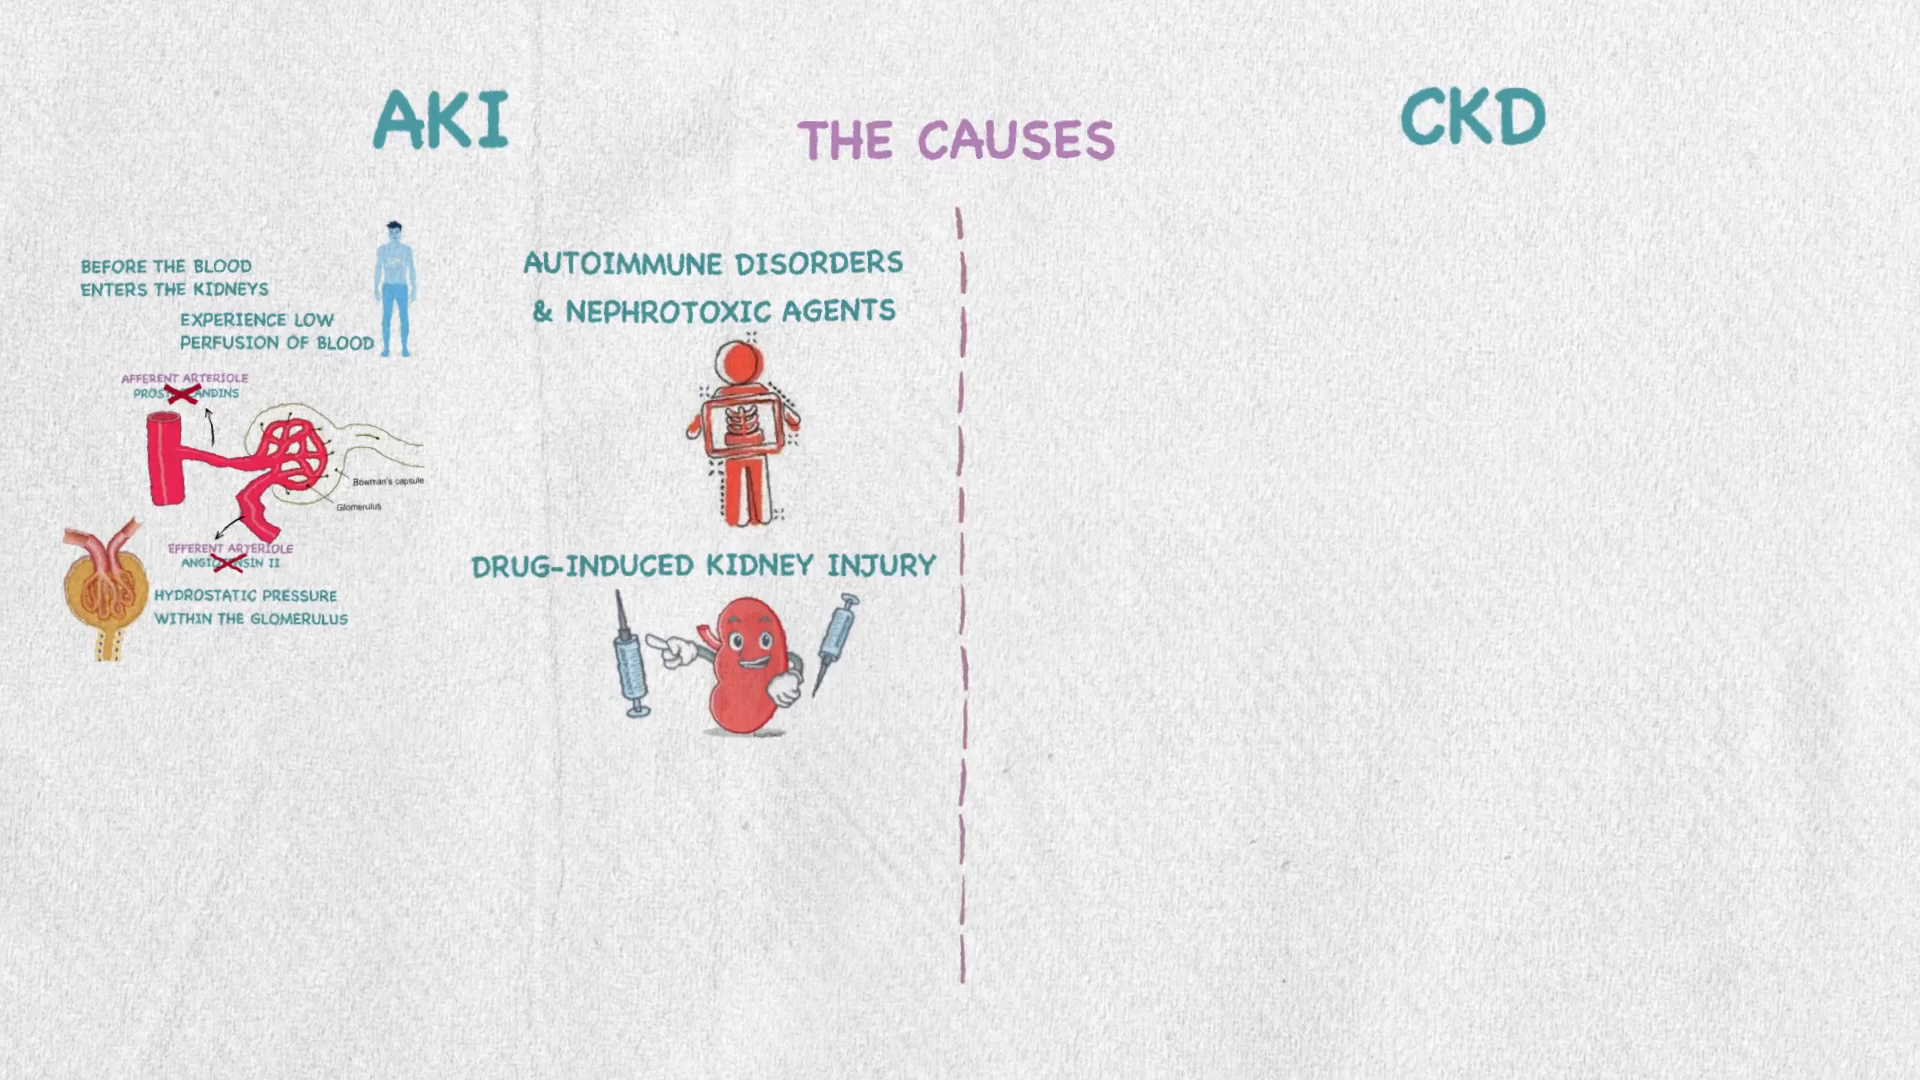 AKI
THE CAUSES
CKD
BEFORE THE BLOOD
ENTERS THE KIDNEYS
EXPERIENCE LOW
PERFUSION OF BLOOD
AFFERENT ARTERIOLE
Bowman's capsule
Glomerulus
EFFERENT ARTERIOLE
II
HYDROSTATIC PRESSURE
WITHIN THE GLOMERULUS
AUTOIMMUNE DISORDERS
& NEPHROTOXIC AGENTS
DRUG-INDUCED KIDNEY INJURY